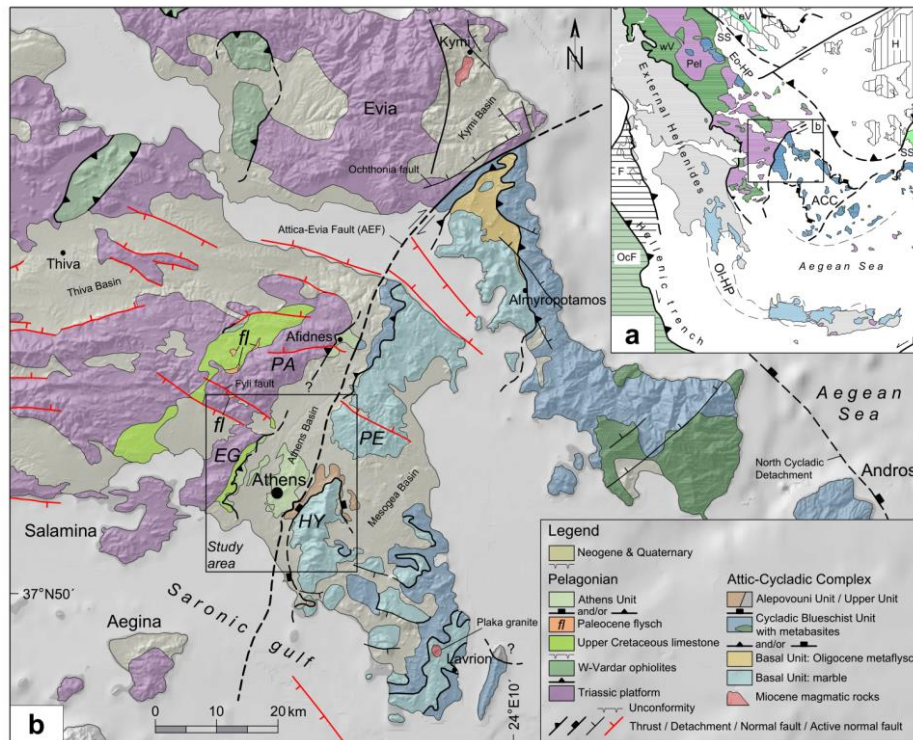 b
Kymi
N
Evia
Kymi Basin
Ochthonia fault
Attica-Evia Fault (AEF)
Thiva
Thiva Basin
Almyropotamos
fl
Afidnes
PA
Fyli fault
?
fl
Athens Basin
PE
EG
Athens
Mesogea Basin
HY
Salamina
Study
area
37°N50´
Saronic gulf
Aegina
Plaka granite
?
Lavrion
24°E10´
0 5 10 20 km
b
Aegean
Sea
North Cycladic
Detachment
Andros
a
wV
Pel
eV
SS
Eo-HP
H
External Hellenides
b
F
SS
ACC
OcF
Hellenic trench
Ol-HP
Aegean Sea
Legend
Neogene & Quaternary
Pelagonian
Athens Unit
and/or
fl Paleocene flysch
Upper Cretaceous limestone
W-Vardar ophiolites
Triassic platform
Attic-Cycladic Complex
Alepovouni Unit / Upper Unit
Cycladic Blueschist Unit
with metabasites
and/or
Basal Unit: Oligocene metaflysc
Basal Unit: marble
Miocene magmatic rocks
Unconformity
Thrust / Detachment / Normal fault / Active normal fault